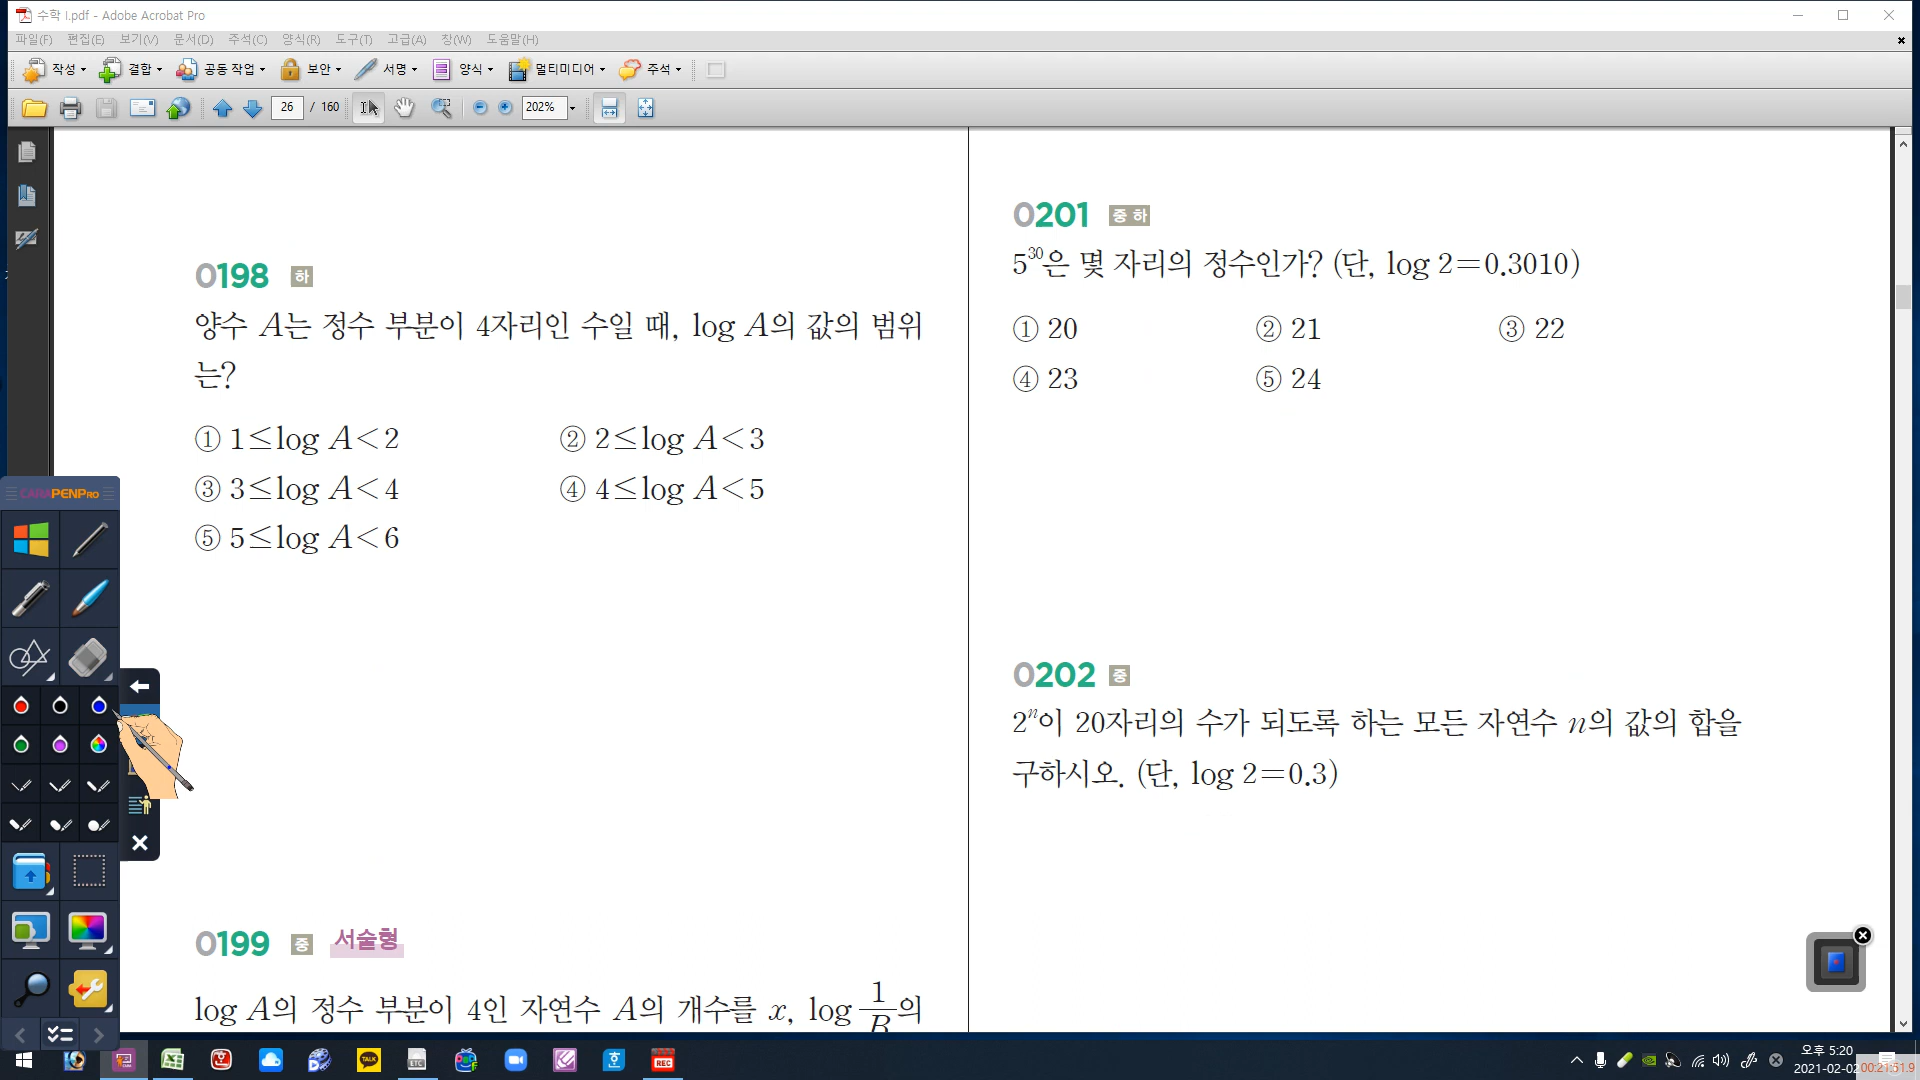 수학 I.pdf - Adobe Acrobat Pro
파일(F) 편집(E) 보기(V) 문서(D) 주석(C) 양식(R) 도구(T) 고급(A) 창(W) 도움말(H)
작성 결합 공동 작업 보안 서명 양식 멀티미디어 주석
26 / 160 202%
0198 하
양수 A는 정수 부분이 4자리인 수일 때, log A의 값의 범위
는?
① 1≤log A<2 ② 2≤log A<3
③ 3≤log A<4 ④ 4≤log A<5
⑤ 5≤log A<6
0199 중 서술형
log A의 정수 부분이 4인 자연수 A의 개수를 x, log 1/B의
0201 중 하
5^30은 몇 자리의 정수인가? (단, log 2=0.3010)
① 20 ② 21 ③ 22
④ 23 ⑤ 24
0202 중
2^n이 20자리의 수가 되도록 하는 모든 자연수 n의 값의 합을
구하시오. (단, log 2=0.3)
CARAPENPRO
TALK
REC
오후 5:20
2021-02-02
00:21:51.9